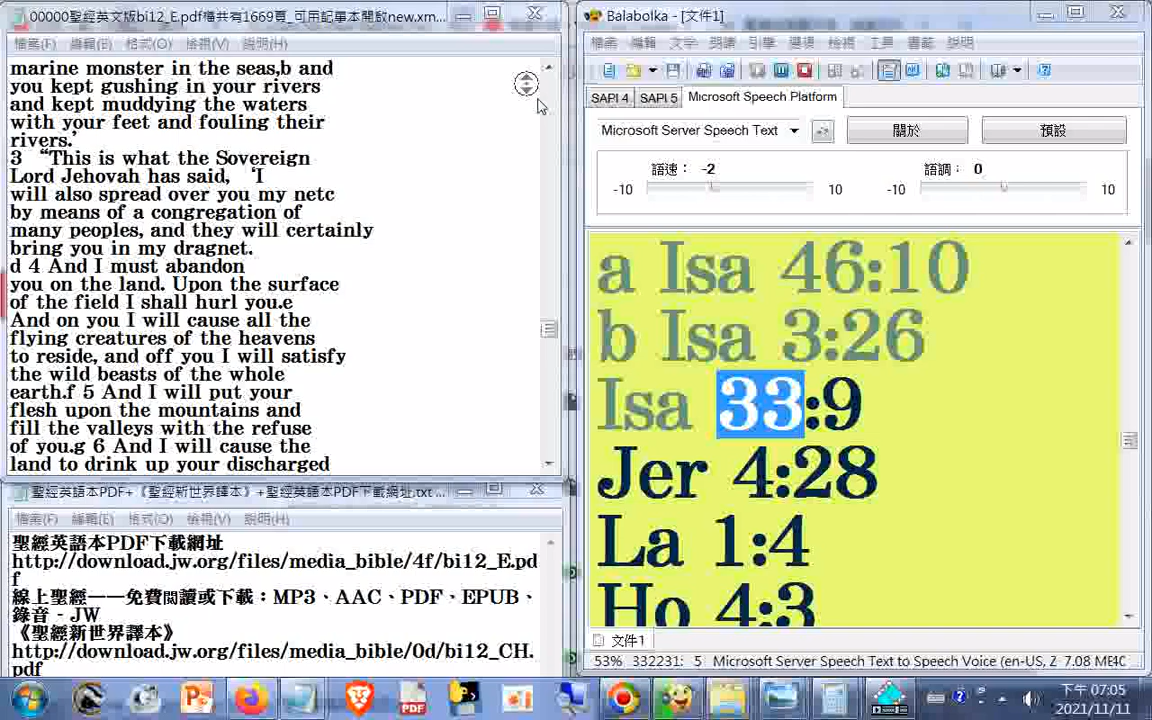 00000聖經英文版bi12_E.pdf檔共有1669頁_可用記事本開啟new.xm...
檔案(F) 編輯(E) 格式(O) 檢視(V) 說明(H)
marine monster in the seas,b and
you kept gushing in your rivers
and kept muddying the waters
with your feet and fouling their
rivers.’
3 “This is what the Sovereign
Lord Jehovah has said, ‘I
will also spread over you my netc
by means of a congregation of
many peoples, and they will certainly
bring you in my dragnet.
d 4 And I must abandon
you on the land. Upon the surface
of the field I shall hurl you.e
And on you I will cause all the
flying creatures of the heavens
to reside, and off you I will satisfy
the wild beasts of the whole
earth.f 5 And I will put your
flesh upon the mountains and
fill the valleys with the refuse
of you.g 6 And I will cause the
land to drink up your discharged
聖經英語本PDF+《聖經新世界譯本》+聖經英語本PDF下載網址.txt ...
檔案(F) 編輯(E) 格式(O) 檢視(V) 說明(H)
聖經英語本PDF下載網址
http://download.jw.org/files/media_bible/4f/bi12_E.pd
f
線上聖經——免費閱讀或下載：MP3、AAC、PDF、EPUB、
錄音 - JW
《聖經新世界譯本》
http://download.jw.org/files/media_bible/0d/bi12_CH.
pdf
Balabolka - [文件1]
檔案 編輯 文字 朗讀 引擎 選項 檢視 工具 書籤 說明
SAPI 4 SAPI 5 Microsoft Speech Platform
Microsoft Server Speech Text 關於 預設
語速： -2 語調： 0
-10 10 -10 10
a Isa 46:10
b Isa 3:26
Isa 33:9
Jer 4:28
La 1:4
Ho 4:3
文件1
53% 332231: 5 Microsoft Server Speech Text to Speech Voice (en-US, Z 7.08 ME
PDF
下午 07:05
2021/11/11